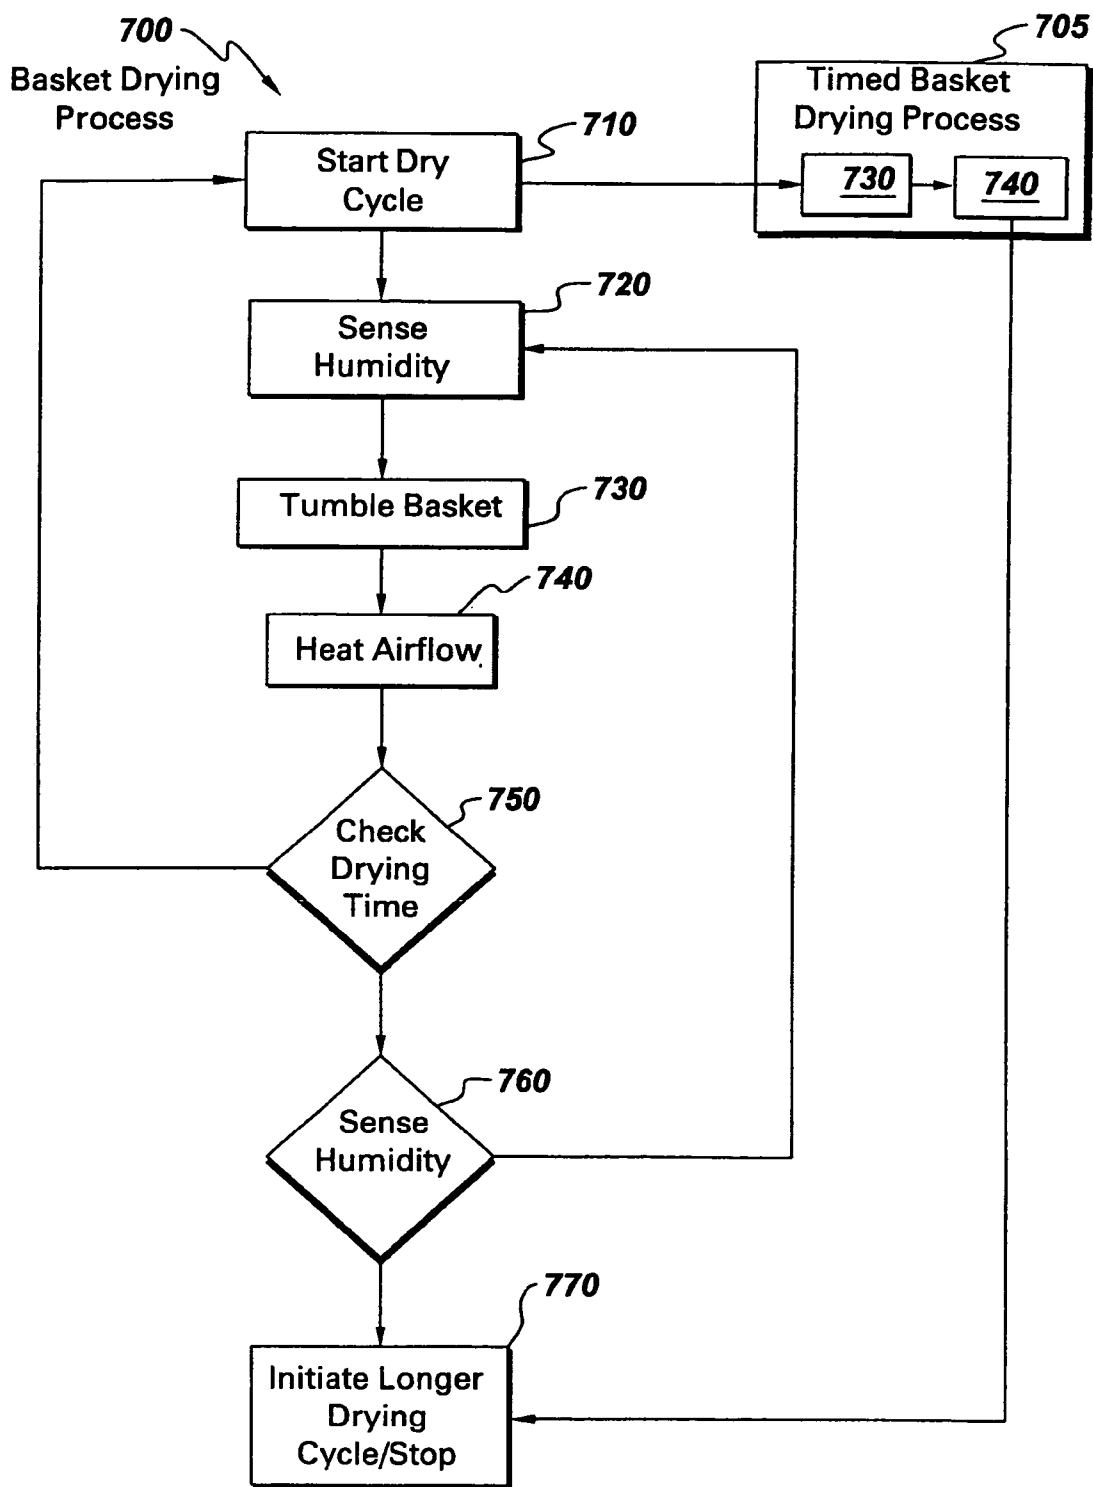 700
Basket Drying
Process
705
Timed Basket
Drying Process
730
740
710
Start Dry
Cycle
720
Sense
Humidity
730
Tumble Basket
740
Heat Airflow
750
Check
Drying
Time
760
Sense
Humidity
770
Initiate Longer
Drying
Cycle/Stop